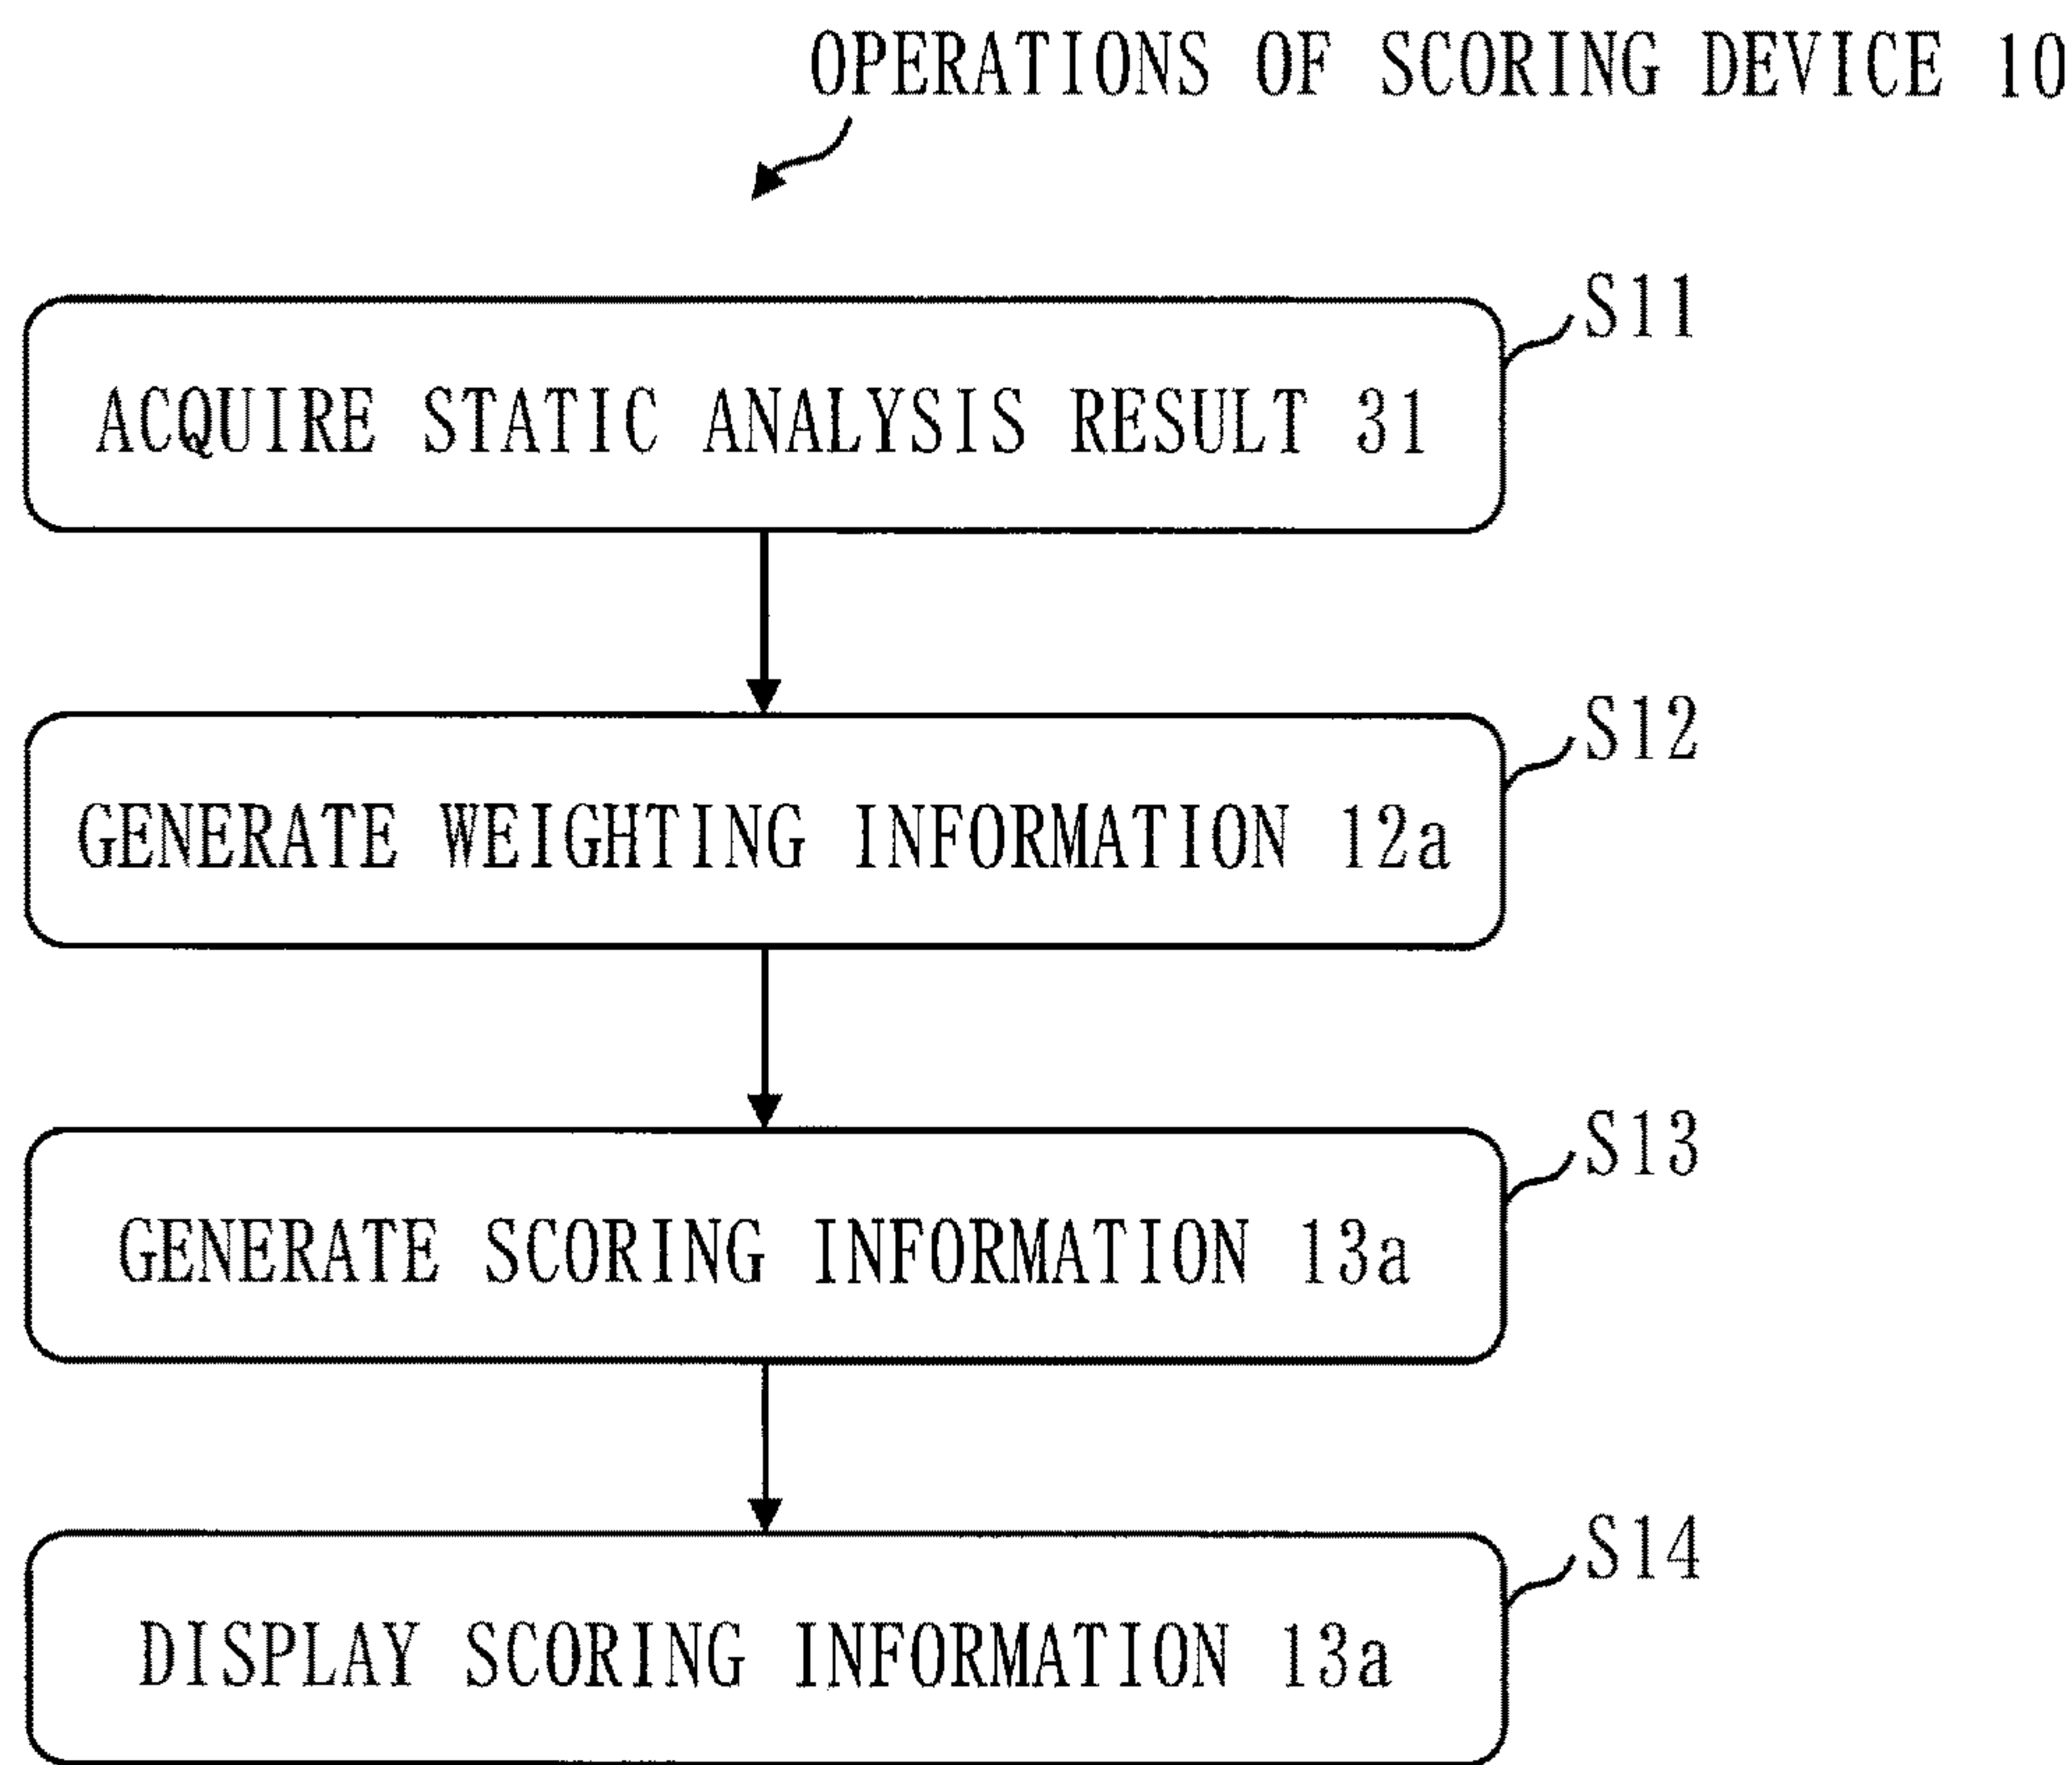 OPERATIONS OF SCORING DEVICE 10
S11
ACQUIRE STATIC ANALYSIS RESULT 31
S12
GENERATE WEIGHTING INFORMATION 12a
S13
GENERATE SCORING INFORMATION 13a
S14
DISPLAY SCORING INFORMATION 13a